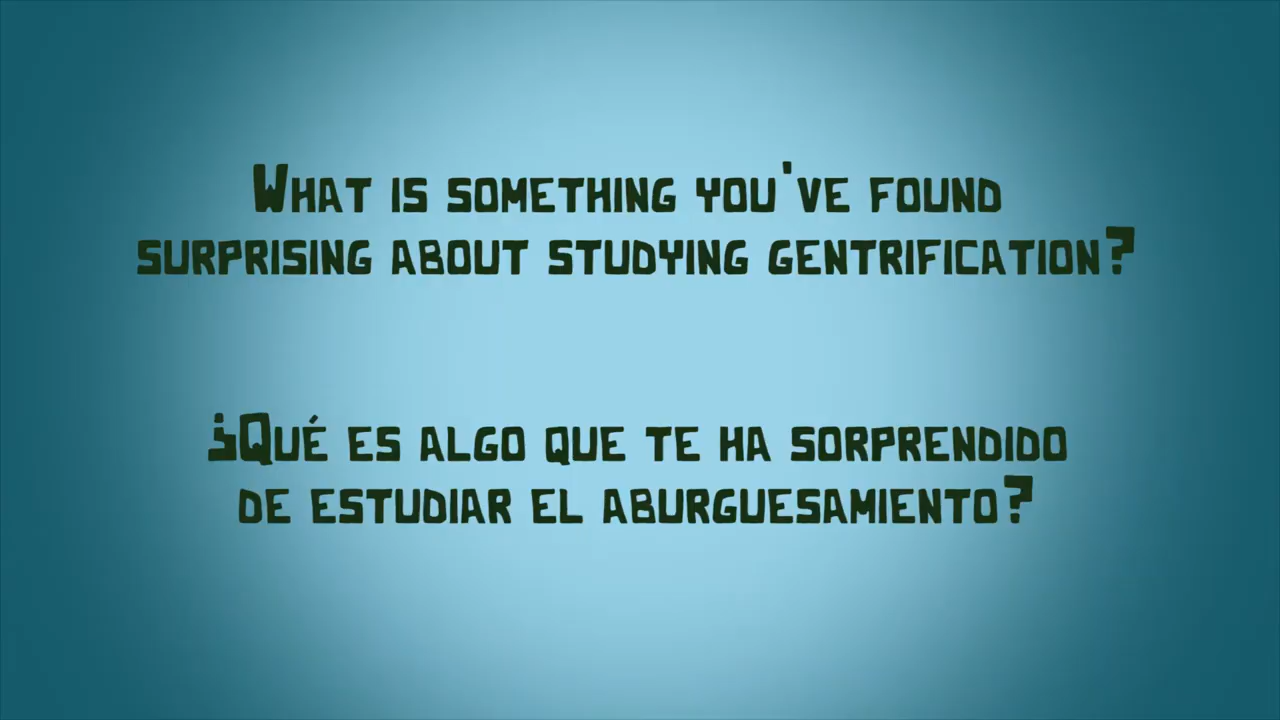 What is something you've found
surprising about studying gentrification?
¿Qué es algo que te ha sorprendido
de estudiar el aburguesamiento?